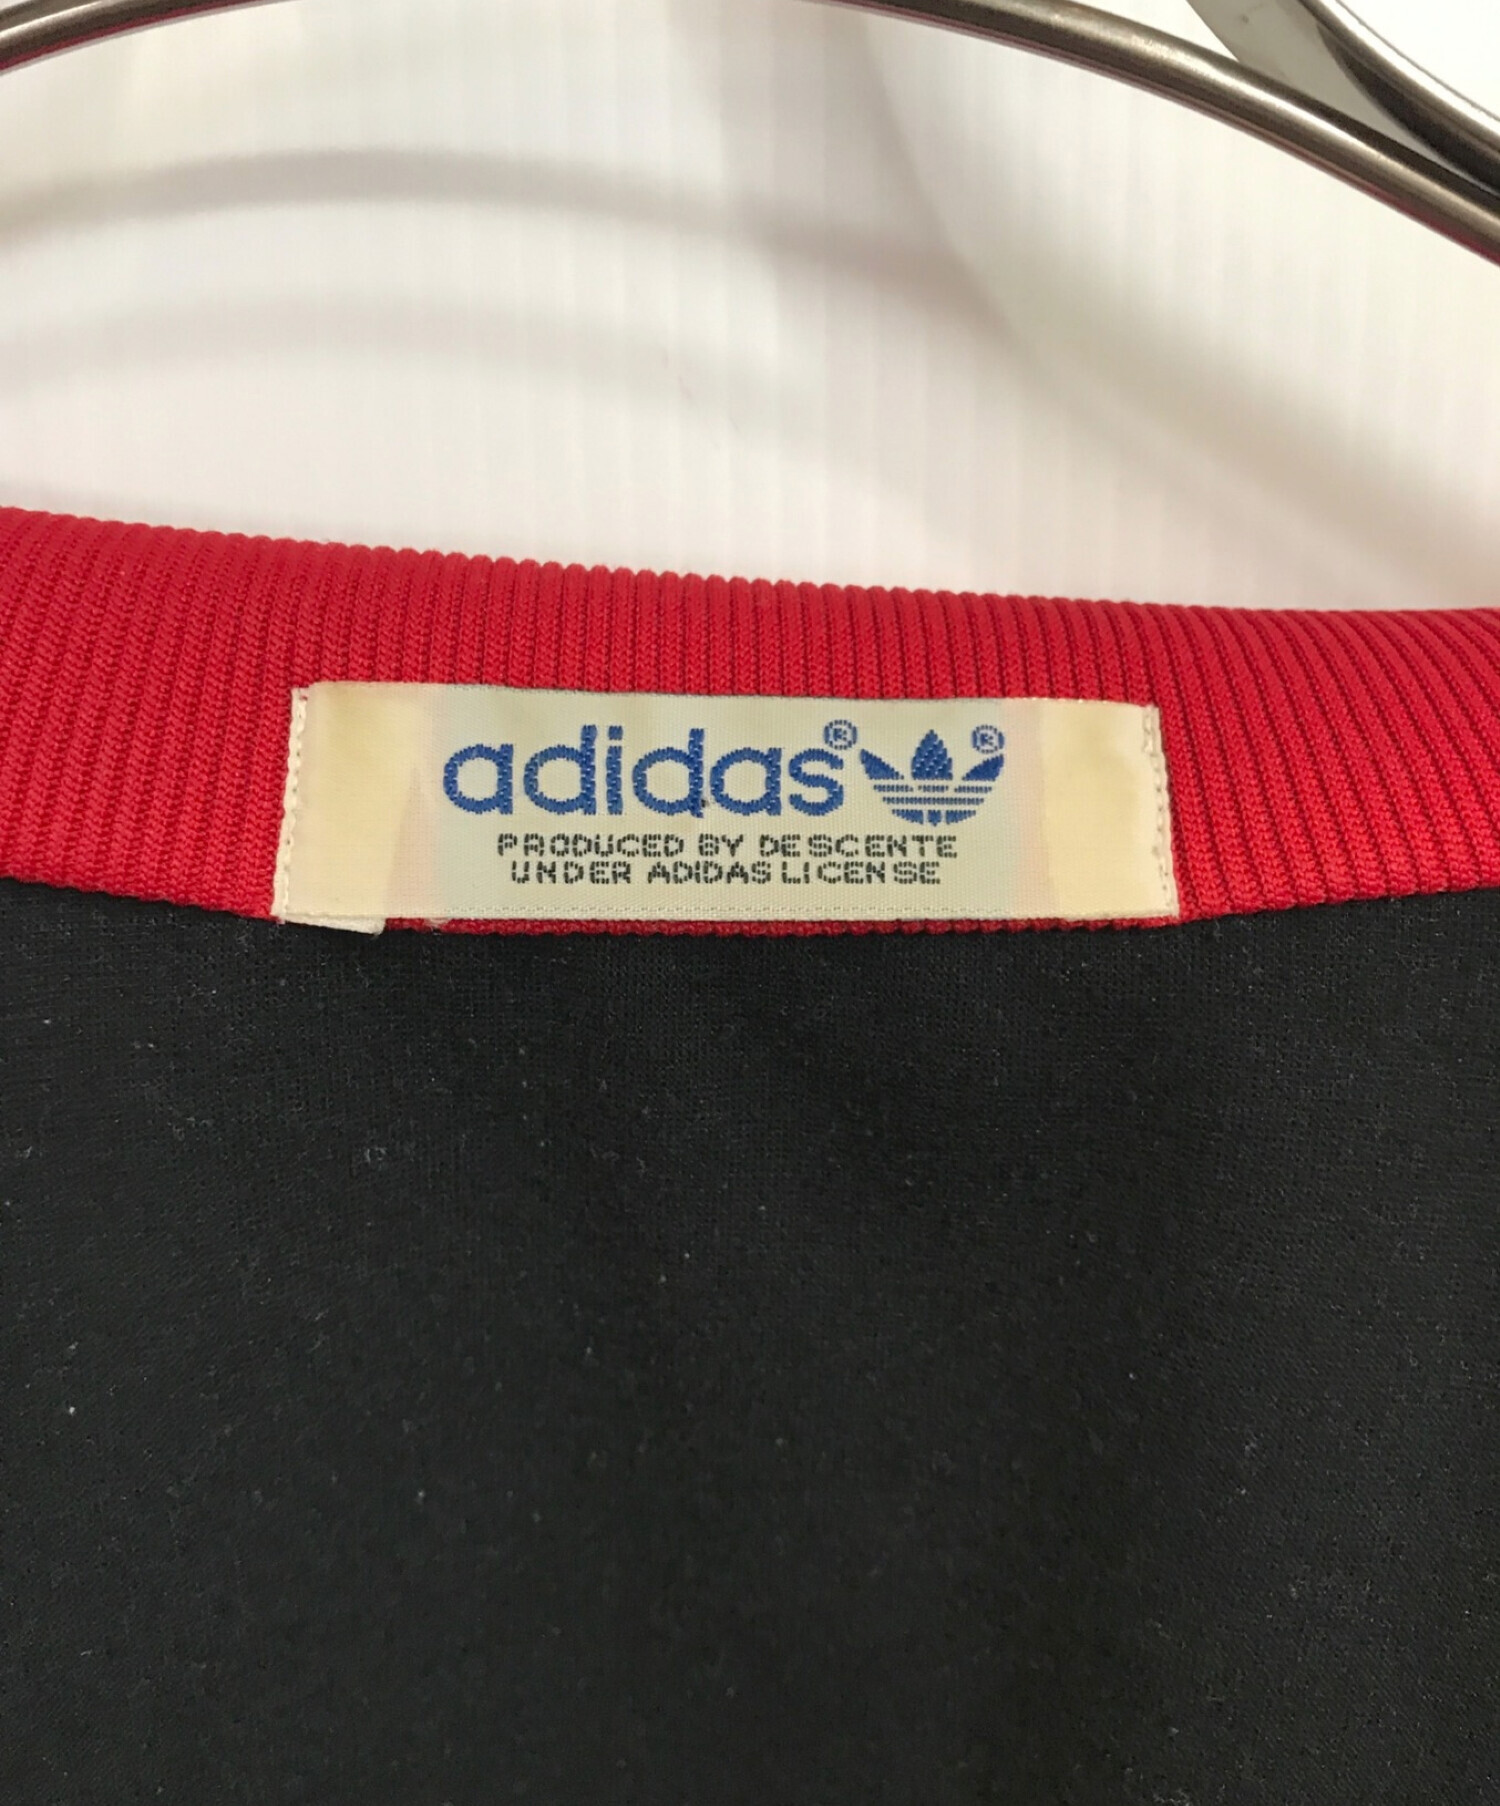 adidas®®
PRODUCED BY DESCENTE
UNDER ADIDAS LICENSE